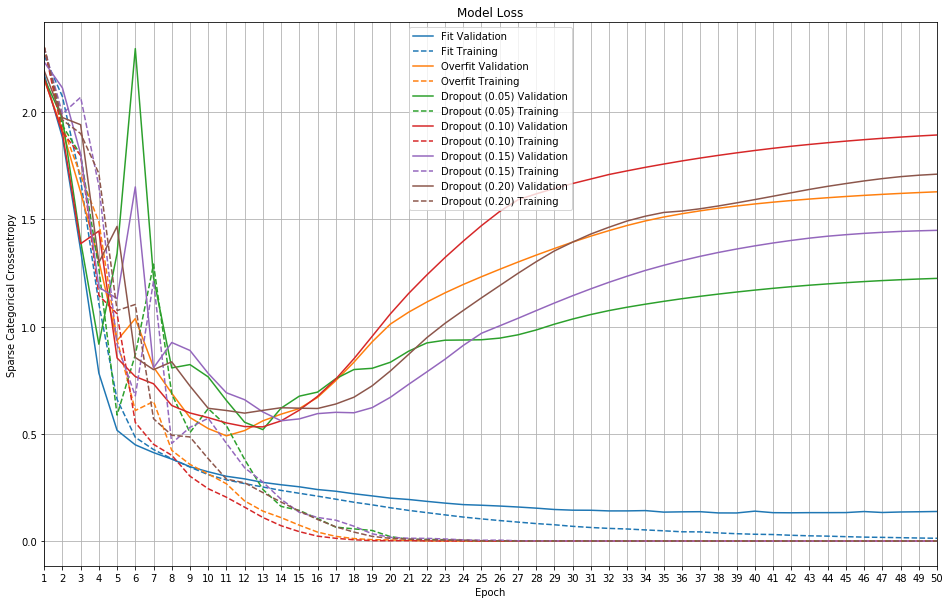 Model Loss
Sparse Categorical Crossentropy
2.0
1.5
1.0
0.5
0.0
Fit Validation
Fit Training
Overfit Validation
Overfit Training
Dropout (0.05) Validation
Dropout (0.05) Training
Dropout (0.10) Validation
Dropout (0.10) Training
Dropout (0.15) Validation
Dropout (0.15) Training
Dropout (0.20) Validation
Dropout (0.20) Training
1 2 3 4 5 6 7 8 9 10 11 12 13 14 15 16 17 18 19 20 21 22 23 24 25 26 27 28 29 30 31 32 33 34 35 36 37 38 39 40 41 42 43 44 45 46 47 48 49 50
Epoch